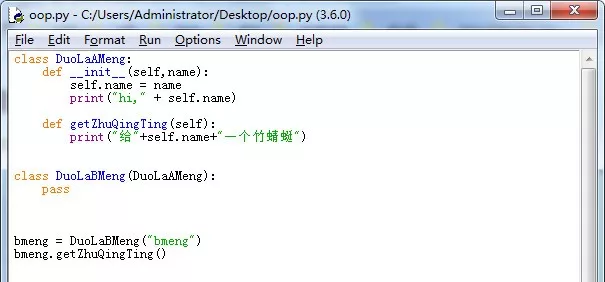 oop.py - C:/Users/Administrator/Desktop/oop.py (3.6.0)
File Edit Format Run Options Window Help
class DuoLaAMeng:
    def __init__(self,name):
        self.name = name
        print("hi," + self.name)
    def getZhuQingTing(self):
        print("给"+self.name+"一个竹蜻蜓")
class DuoLaBMeng(DuoLaAMeng):
    pass
bmeng = DuoLaBMeng("bmeng")
bmeng.getZhuQingTing()